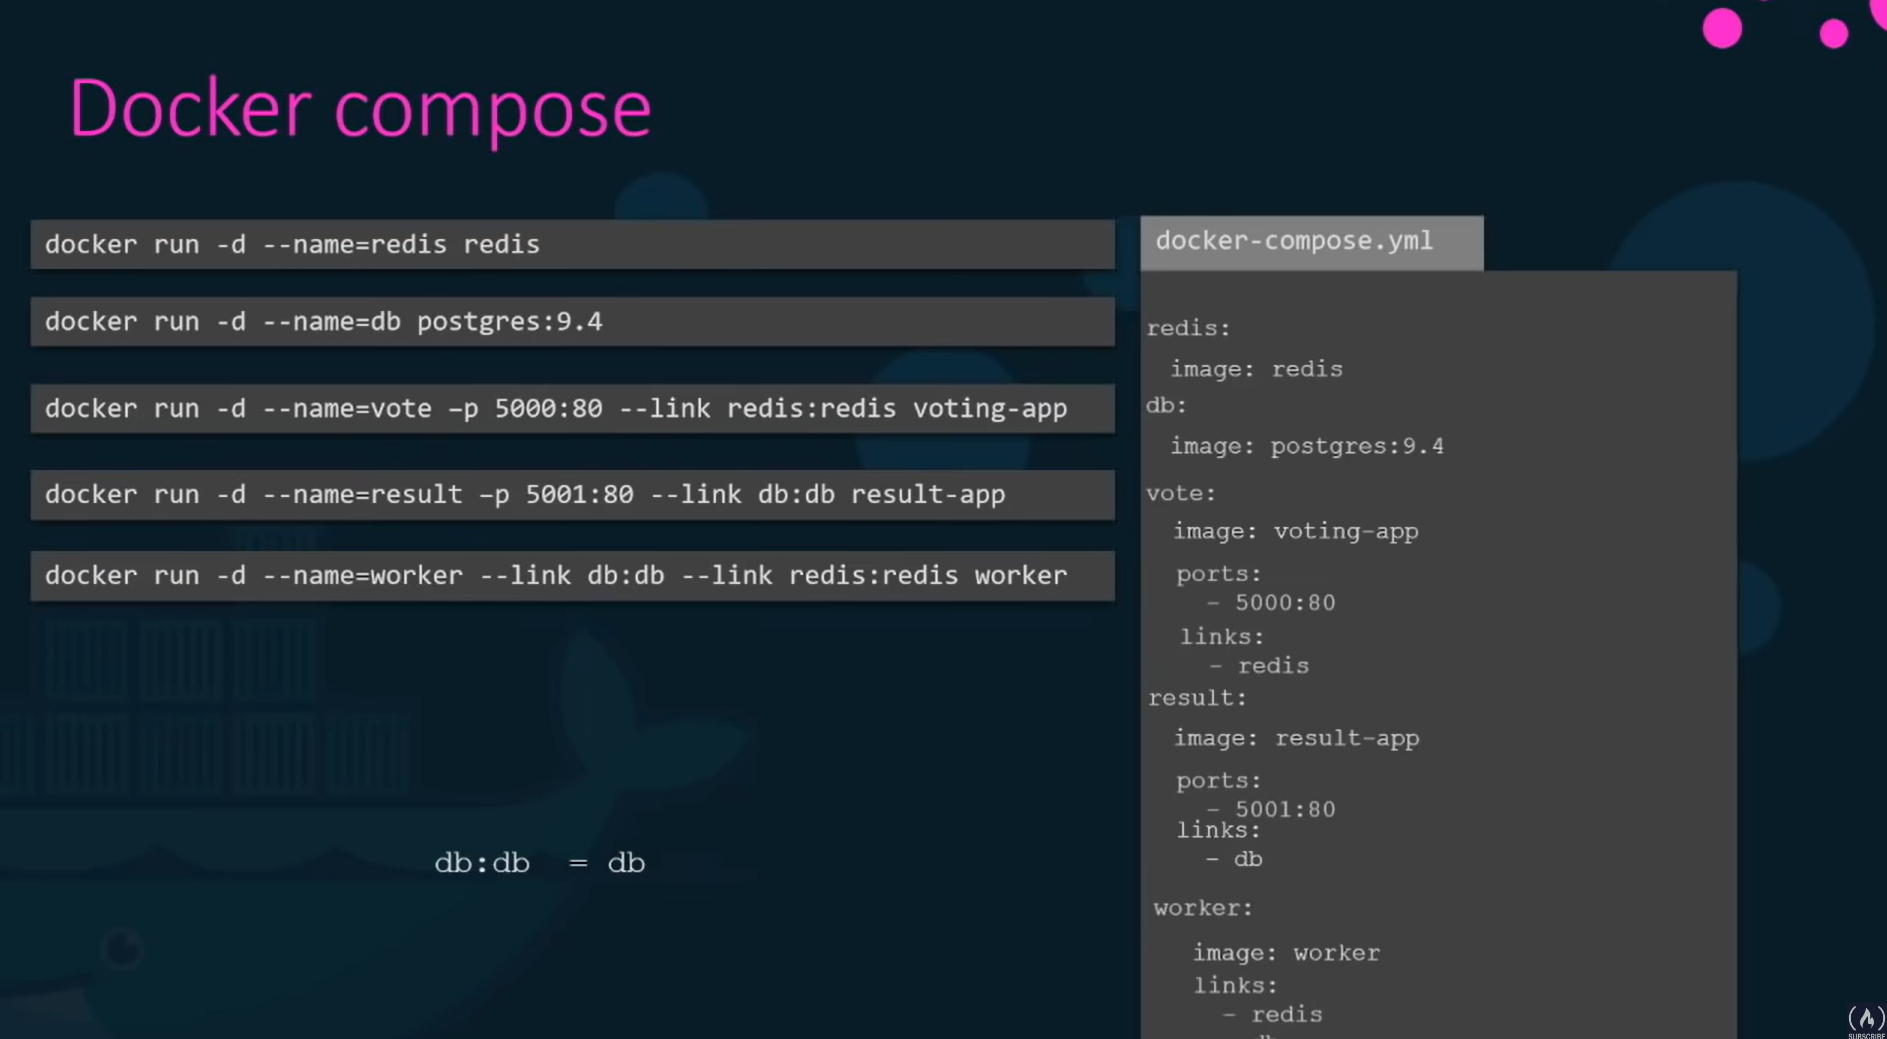 Docker compose
docker run -d --name=redis redis
docker run -d --name=db postgres:9.4
docker run -d --name=vote –p 5000:80 --link redis:redis voting-app
docker run -d --name=result –p 5001:80 --link db:db result-app
docker run -d --name=worker --link db:db --link redis:redis worker
db:db = db
docker-compose.yml
redis:
image: redis
db:
image: postgres:9.4
vote:
image: voting-app
ports:
- 5000:80
links:
- redis
result:
image: result-app
ports:
- 5001:80
links:
- db
worker:
image: worker
links:
- redis
SUBSCRIBE